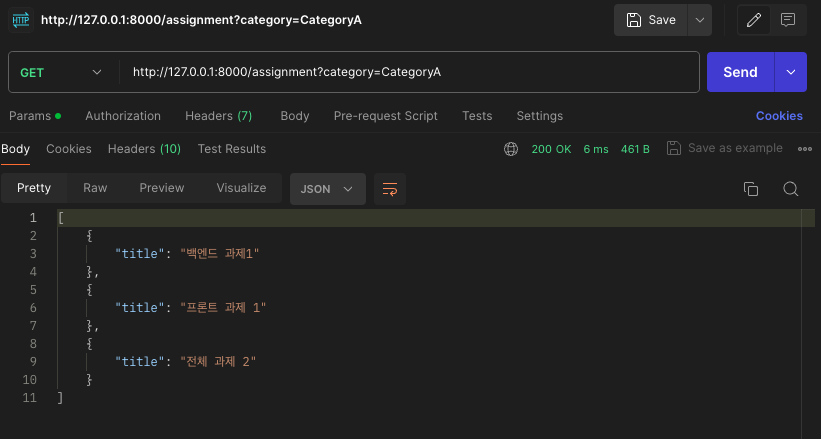 HTTP http://127.0.0.1:8000/assignment?category=CategoryA Save
GET http://127.0.0.1:8000/assignment?category=CategoryA Send
Params Authorization Headers (7) Body Pre-request Script Tests Settings Cookies
Body Cookies Headers (10) Test Results 200 OK 6 ms 461 B Save as example
Pretty Raw Preview Visualize JSON
1 [
2 {
3 "title": "백엔드 과제1"
4 },
5 {
6 "title": "프론트 과제 1"
7 },
8 {
9 "title": "전체 과제 2"
10 }
11 ]